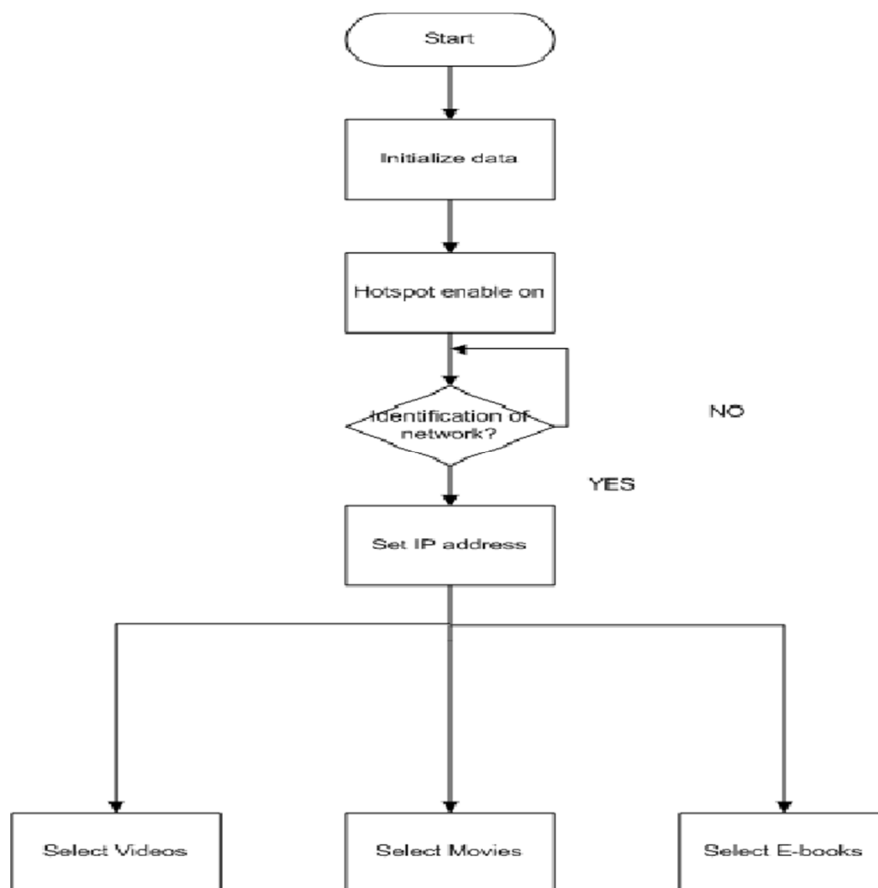 Start
Initialize data
Hotspot enable on
Identification of
network?
NO
YES
Set IP address
Select Videos
Select Movies
Select E-books